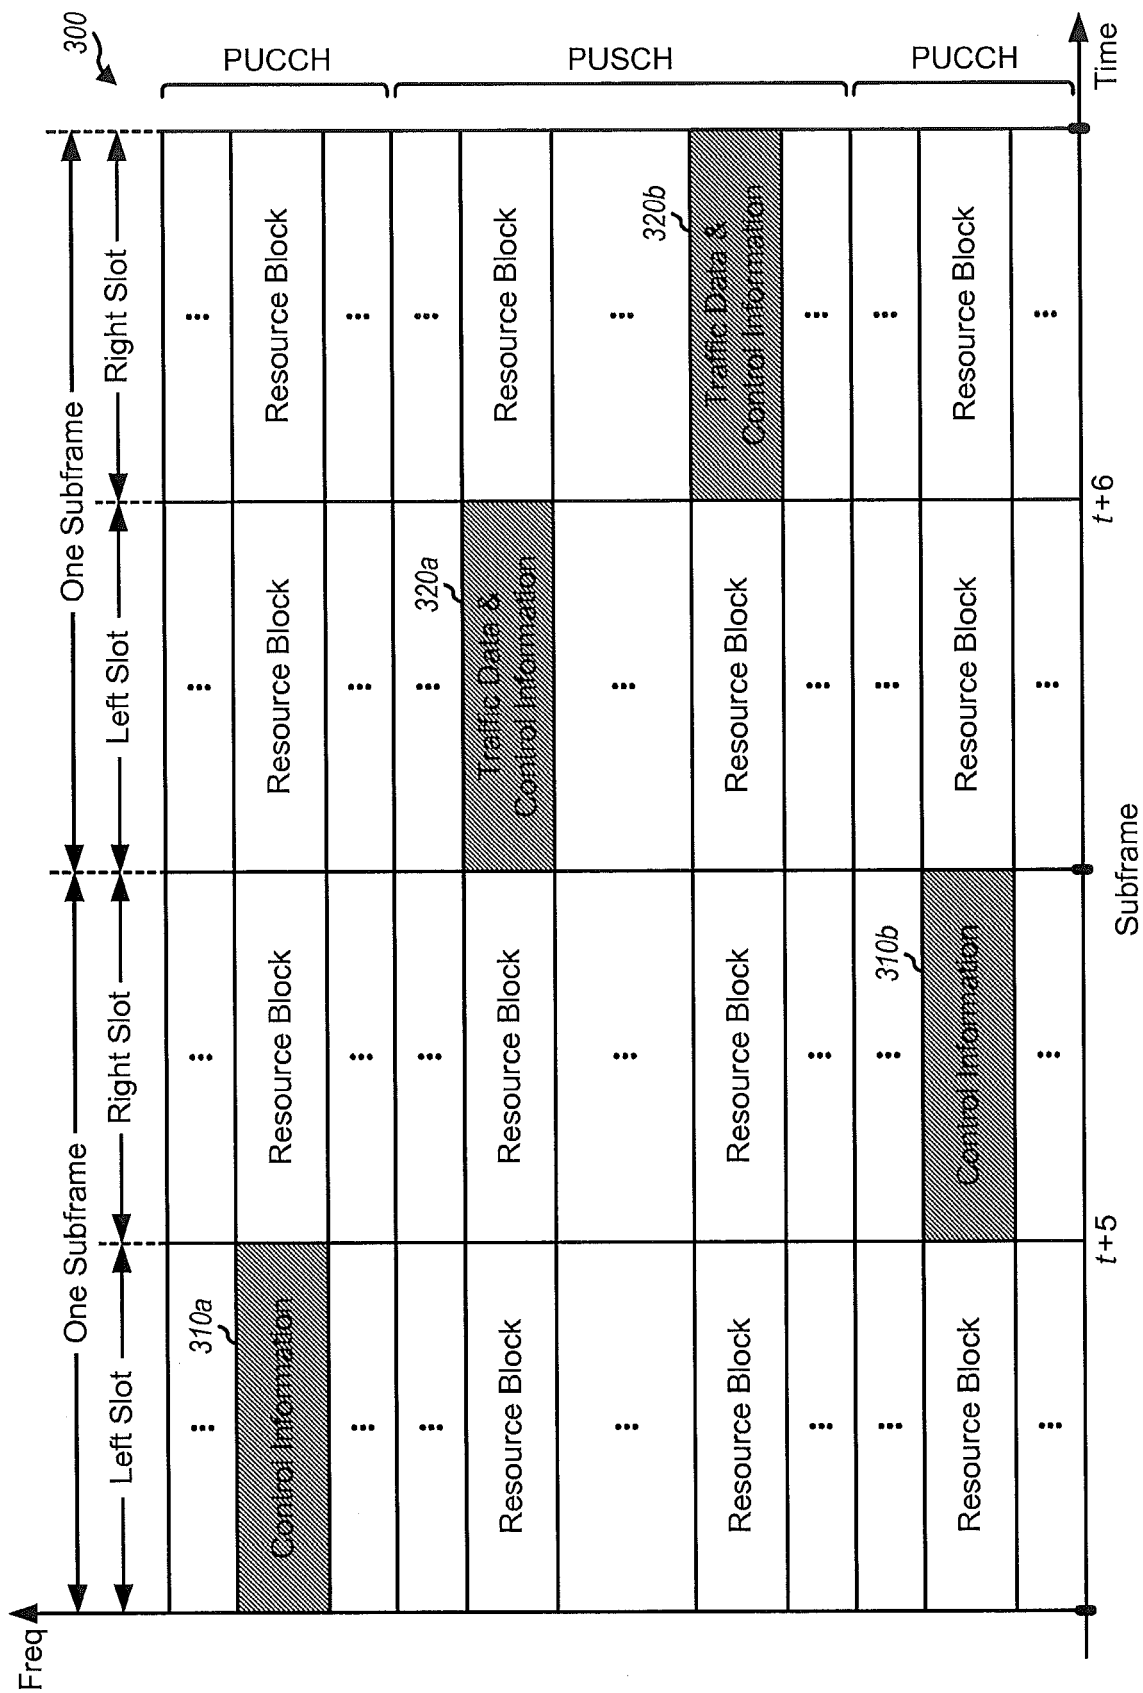 300
One Subframe
One Subframe
Left Slot
Right Slot
Left Slot
Right Slot
Freq
...
...
...
...
310a
Control Information
Resource Block
Resource Block
Resource Block
...
...
...
...
PUCCH
...
...
...
...
320a
Resource Block
Resource Block
Traffic Data &
Control Information
Resource Block
...
...
...
...
320b
Resource Block
Resource Block
Resource Block
Traffic Data &
Control Information
...
...
...
...
PUSCH
...
...
...
...
310b
Resource Block
Control Information
Resource Block
Resource Block
...
...
...
...
PUCCH
t+5
t+6
Time
Subframe